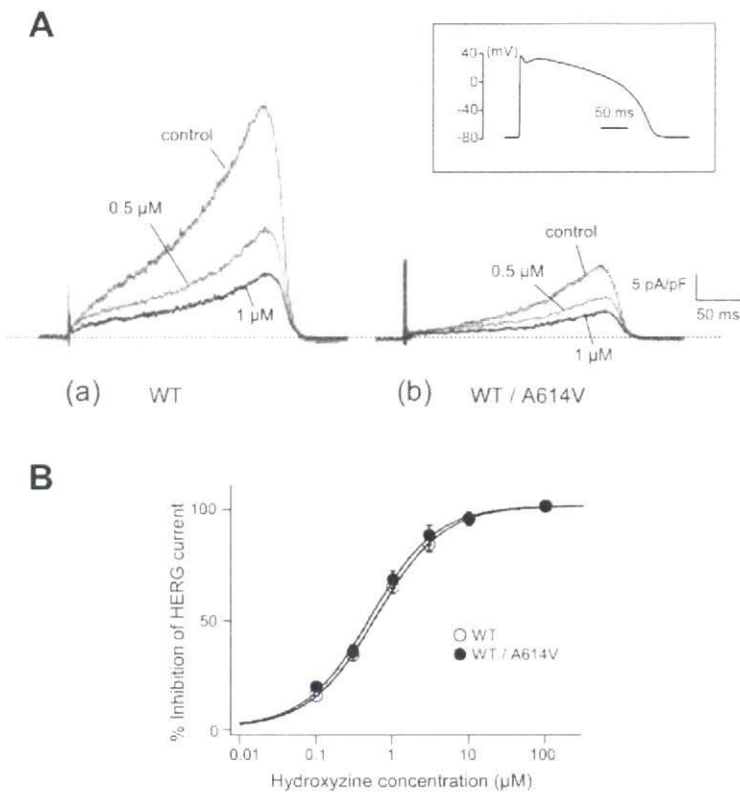 A
40 (mV)
0
-40
-80
50 ms
control
0.5 µM
1 µM
control
0.5 µM
1 µM
5 pA/pF
50 ms
(a) WT
(b) WT / A614V
B
% Inhibition of HERG current
100
50
0
WT
WT / A614V
0.01 0.1 1 10 100
Hydroxyzine concentration (µM)